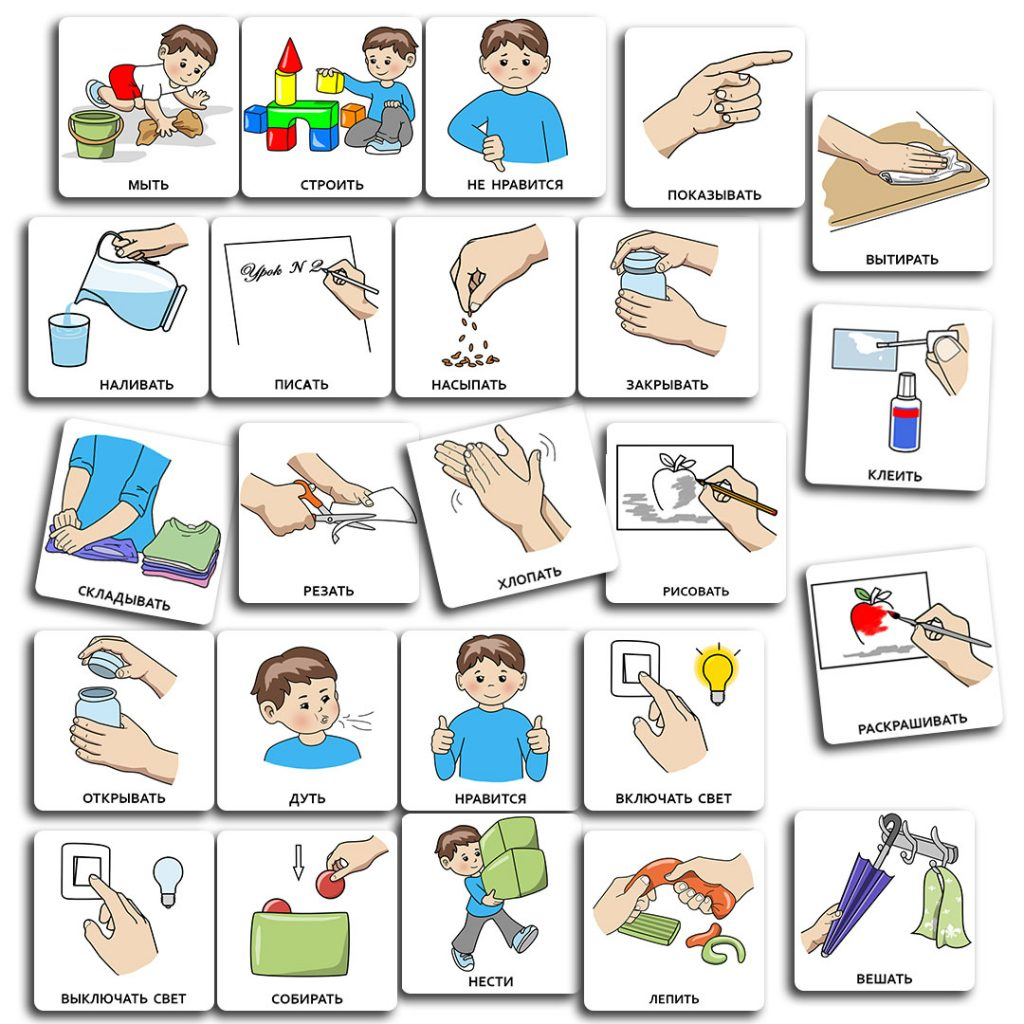 МЫТЬ
СТРОИТЬ
НЕ НРАВИТСЯ
ПОКАЗЫВАТЬ
ВЫТИРАТЬ
Урок N 2
НАЛИВАТЬ
ПИСАТЬ
НАСЫПАТЬ
ЗАКРЫВАТЬ
КЛЕИТЬ
СКЛАДЫВАТЬ
РЕЗАТЬ
ХЛОПАТЬ
РИСОВАТЬ
РАСКРАШИВАТЬ
ОТКРЫВАТЬ
ДУТЬ
НРАВИТСЯ
ВКЛЮЧАТЬ СВЕТ
ВЫКЛЮЧАТЬ СВЕТ
СОБИРАТЬ
НЕСТИ
ЛЕПИТЬ
ВЕШАТЬ